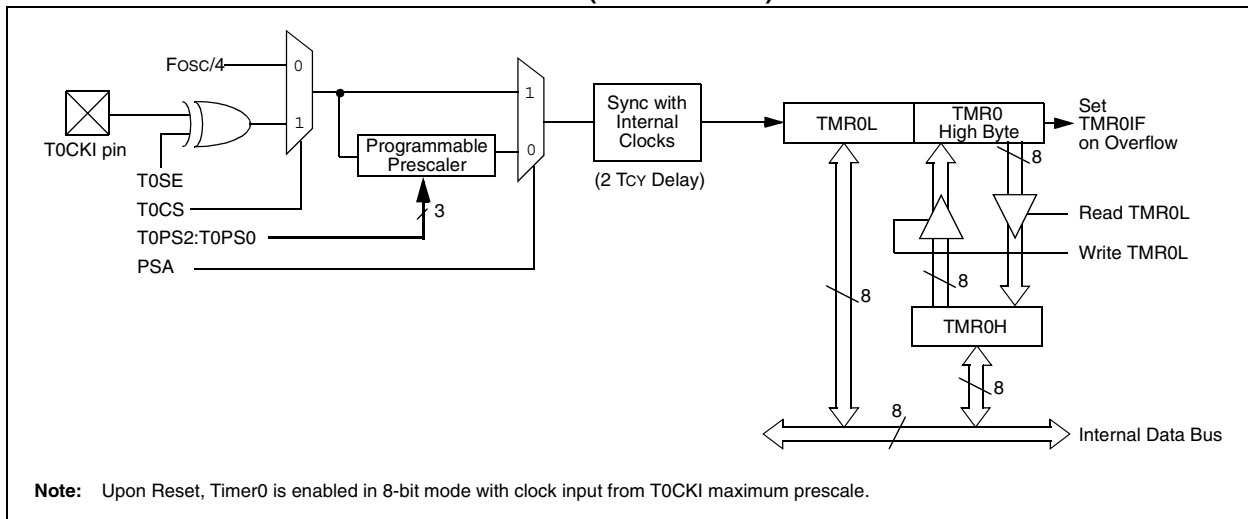 FOSC/4
0
1
T0CKI pin
T0SE
T0CS
T0PS2:T0PS0
PSA
Programmable
Prescaler
3
1
0
Sync with
Internal
Clocks
(2 TCY Delay)
TMR0L
TMR0
High Byte
Set
TMR0IF
on Overflow
8
Read TMR0L
Write TMR0L
8
8
TMR0H
8
8
Internal Data Bus
Note: Upon Reset, Timer0 is enabled in 8-bit mode with clock input from T0CKI maximum prescale.